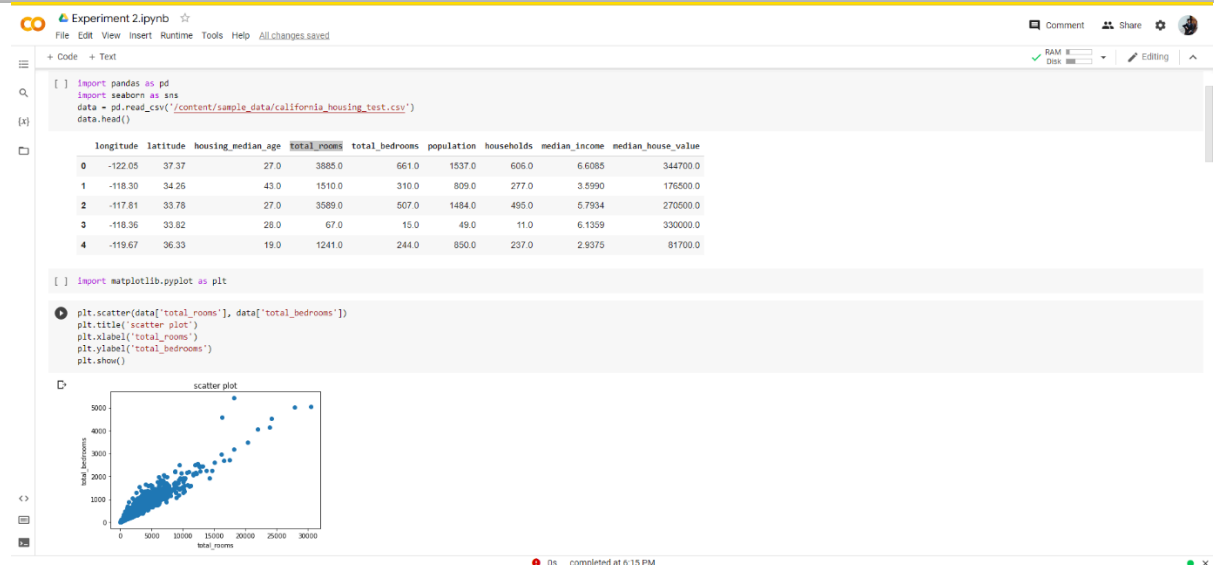 Experiment 2.ipynb
Comment Share
File Edit View Insert Runtime Tools Help All changes saved
+ Code + Text
RAM
Disk
Editing
[ ] import pandas as pd
import seaborn as sns
data = pd.read_csv('/content/sample_data/california_housing_test.csv')
data.head()
{x}
longitude latitude housing_median_age total_rooms total_bedrooms population households median_income median_house_value
0 -122.05 37.37 27.0 3885.0 661.0 1537.0 606.0 6.6085 344700.0
1 -118.30 34.26 43.0 1510.0 310.0 809.0 277.0 3.5990 176500.0
2 -117.81 33.78 27.0 3589.0 507.0 1484.0 495.0 5.7934 270500.0
3 -118.36 33.82 28.0 67.0 15.0 49.0 11.0 6.1359 330000.0
4 -119.67 36.33 19.0 1241.0 244.0 850.0 237.0 2.9375 81700.0
[ ] import matplotlib.pyplot as plt
plt.scatter(data['total_rooms'], data['total_bedrooms'])
plt.title('scatter plot')
plt.xlabel('total_rooms')
plt.ylabel('total_bedrooms')
plt.show()
scatter plot
5000
4000
3000
2000
1000
0
total_bedrooms
0 5000 10000 15000 20000 25000 30000
total_rooms
0s completed at 6:15 PM